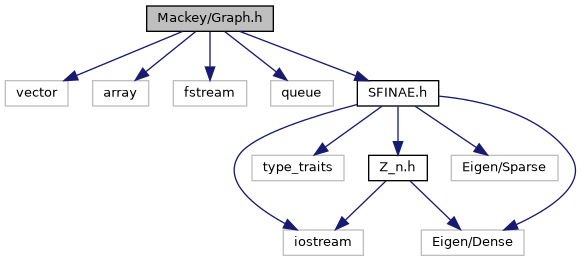 Mackey/Graph.h
vector
array
fstream
queue
SFINAE.h
type_traits
Z_n.h
Eigen/Sparse
iostream
Eigen/Dense